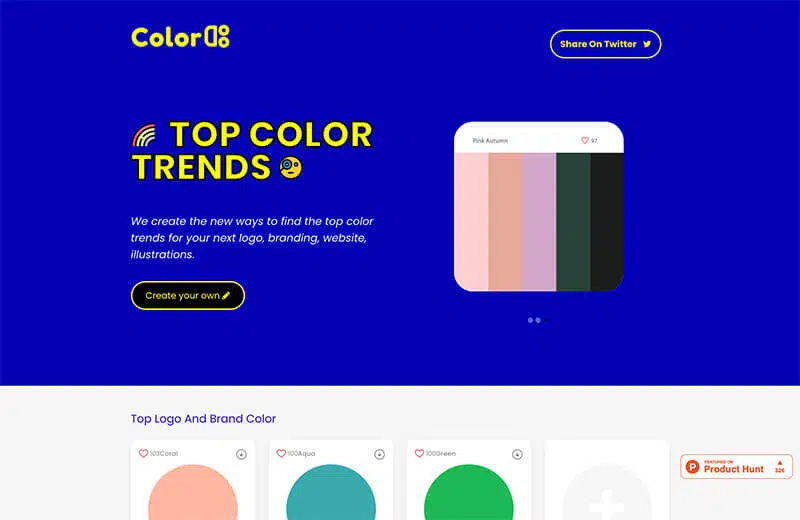 Color
Share On Twitter
TOP COLOR
TRENDS
Pink Autumn 97
We create the new ways to find the top color
trends for your next logo, branding, website,
illustrations.
Create your own
Top Logo And Brand Color
103Coral
100Aqua
100Green
FEATURED ON
Product Hunt
526